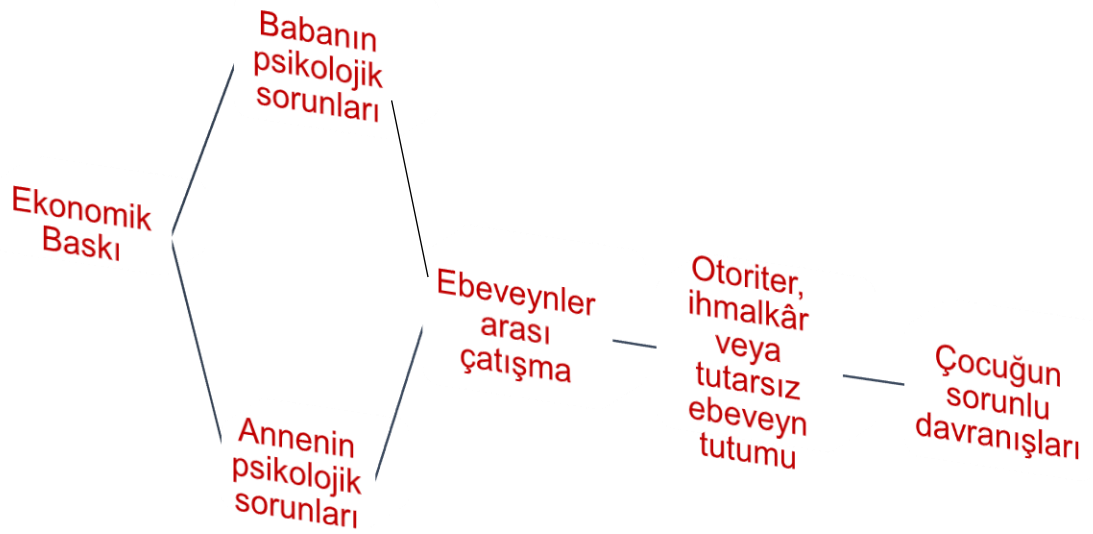 Babanın
psikolojik
sorunları
Ekonomik
Baskı
Annenin
psikolojik
sorunları
Ebeveynler
arası
çatışma
Otoriter,
ihmalkâr
veya
tutarsız
ebeveyn
tutumu
Çocuğun
sorunlu
davranışları